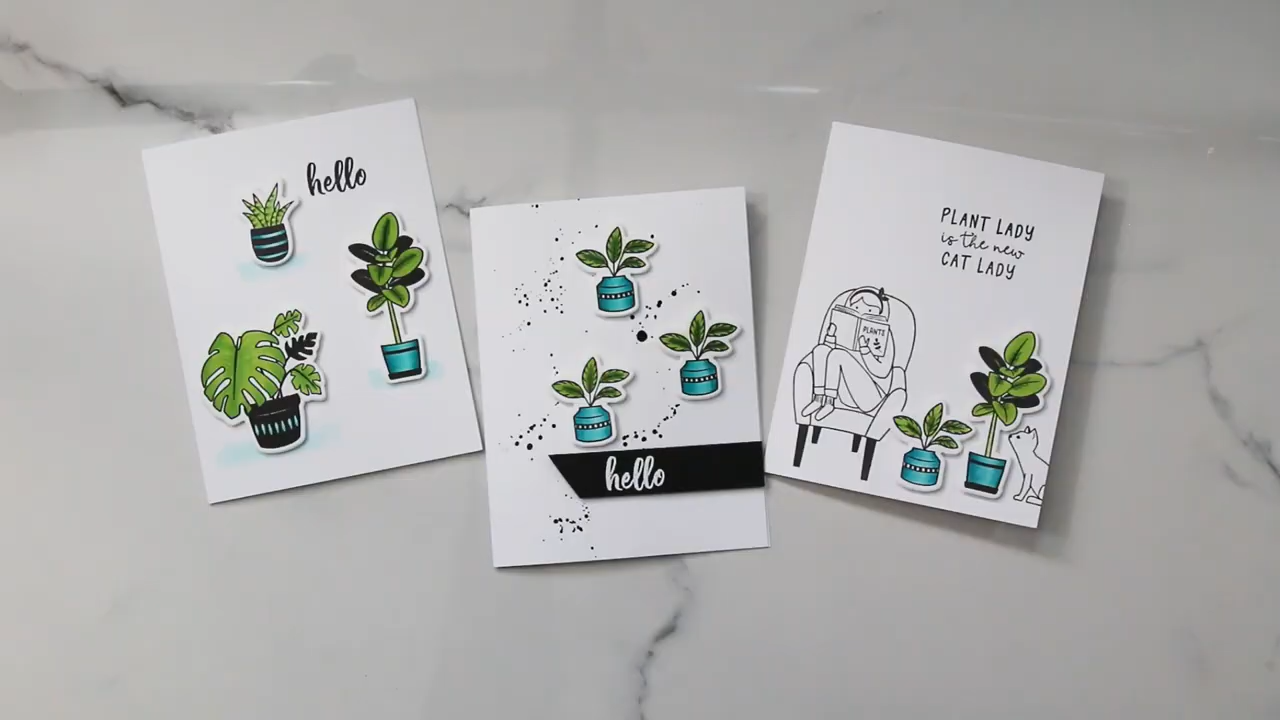 hello
hello
PLANT LADY
is the new
CAT LADY
PLANTS